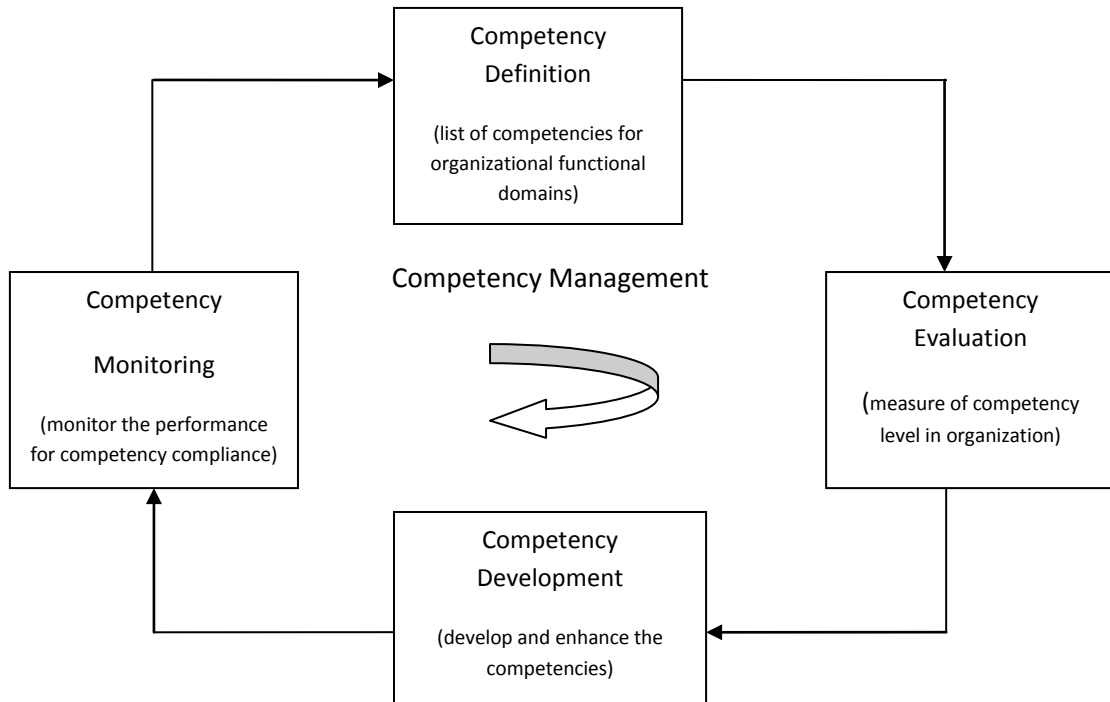 Competency
Definition
(list of competencies for
organizational functional
domains)
Competency Management
Competency
Monitoring
(monitor the performance
for competency compliance)
Competency
Evaluation
(measure of competency
level in organization)
Competency
Development
(develop and enhance the
competencies)